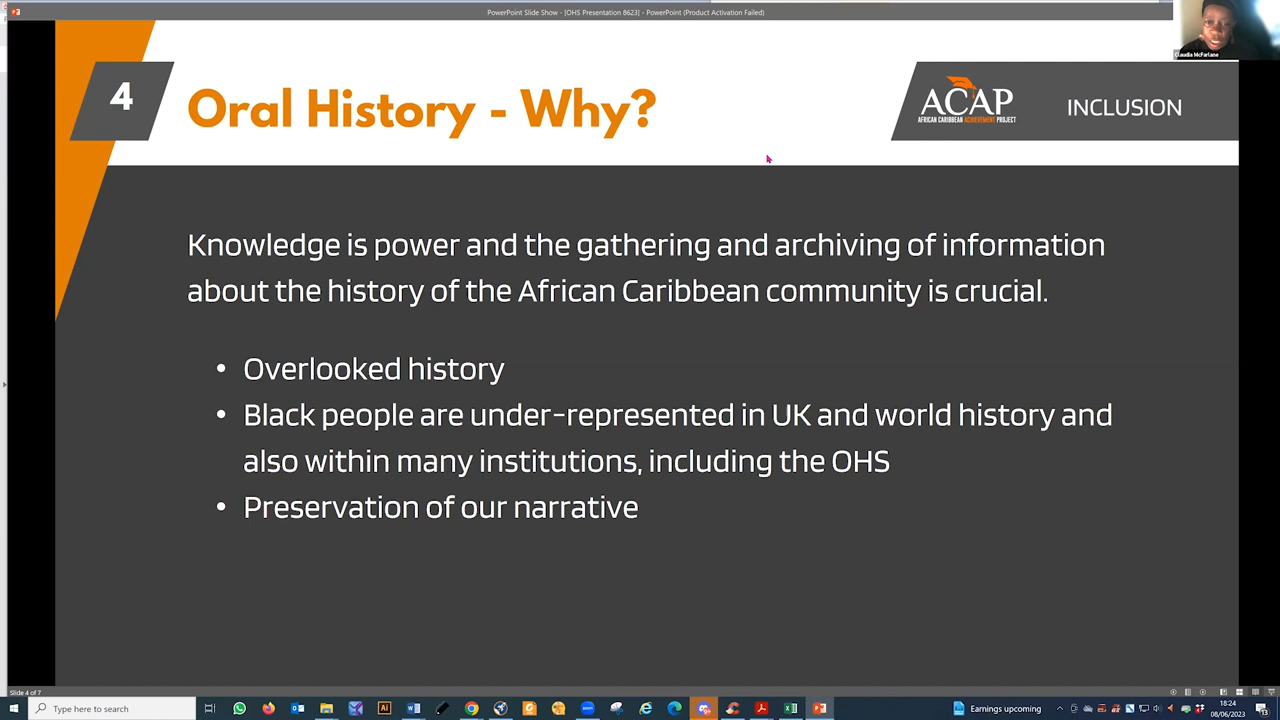 PowerPoint Slide Show - [OHS Presentation 8623] - PowerPoint (Product Activation Failed)
Claudia McFarlane
4
Oral History - Why?
ACAP
AFRICAN CARIBBEAN ACHIEVEMENT PROJECT
INCLUSION
Knowledge is power and the gathering and archiving of information
about the history of the African Caribbean community is crucial.
• Overlooked history
• Black people are under-represented in UK and world history and
also within many institutions, including the OHS
• Preservation of our narrative
Slide 4 of 7
Type here to search
Earnings upcoming
18:24
08/06/2023